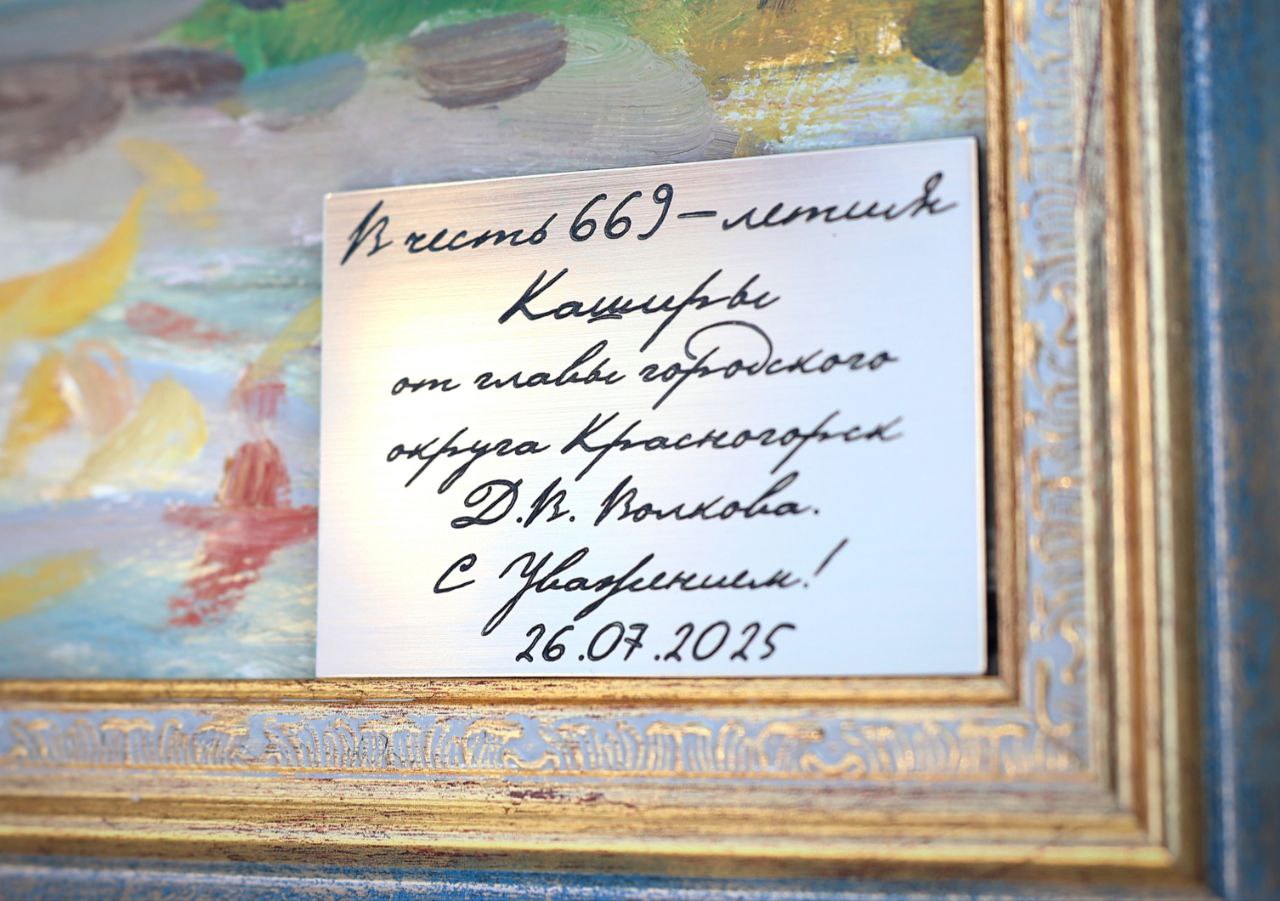 В честь 669-летия
Каширы
от главы городского
округа Красногорск
Д.В. Волкова.
С Уважением!
26.07.2025